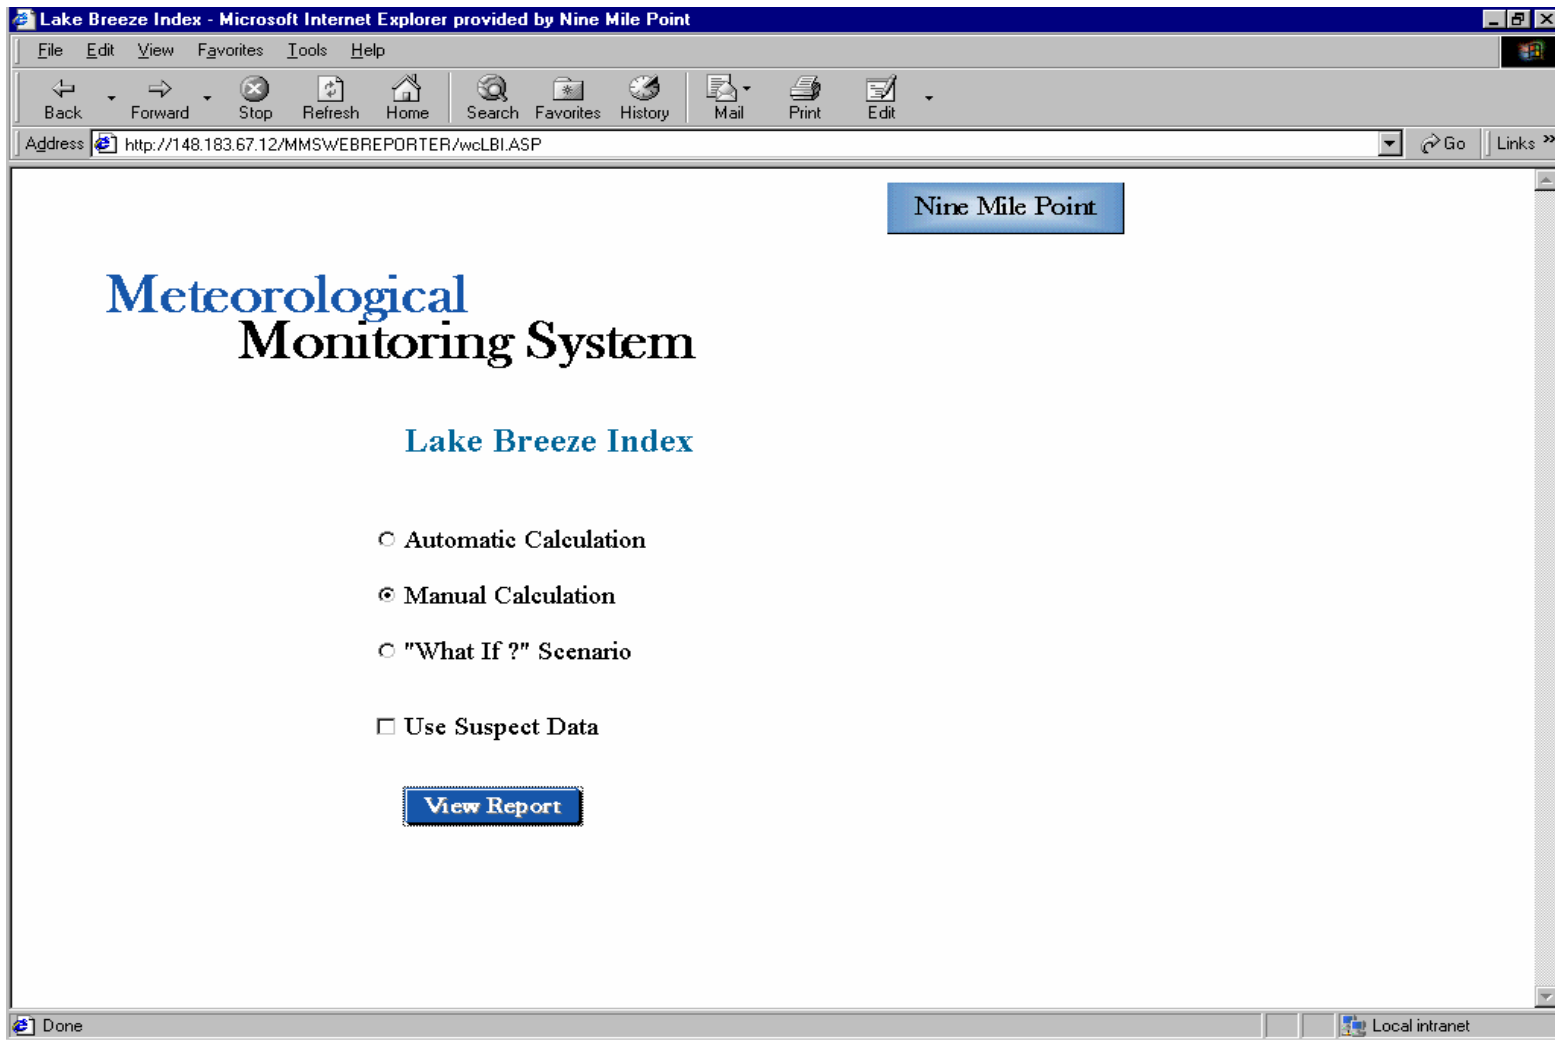 Lake Breeze Index - Microsoft Internet Explorer provided by Nine Mile Point
File Edit View Favorites Tools Help
Back Forward Stop Refresh Home Search Favorites History Mail Print Edit
Address http://148.183.67.12/MMSWEBREPORTER/wcLBI.ASP Go Links »
Nine Mile Point
Meteorological
Monitoring System
Lake Breeze Index
Automatic Calculation
Manual Calculation
"What If ?" Scenario
Use Suspect Data
View Report
Done Local intranet